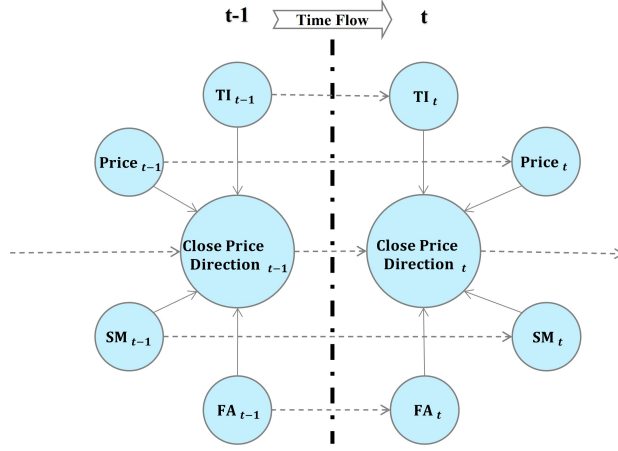 t-1 Time Flow t
TI t−1 TI t
Price t−1 Price t
Close Price Close Price
Direction t−1 Direction t
SM t−1 SM t
FA t−1 FA t